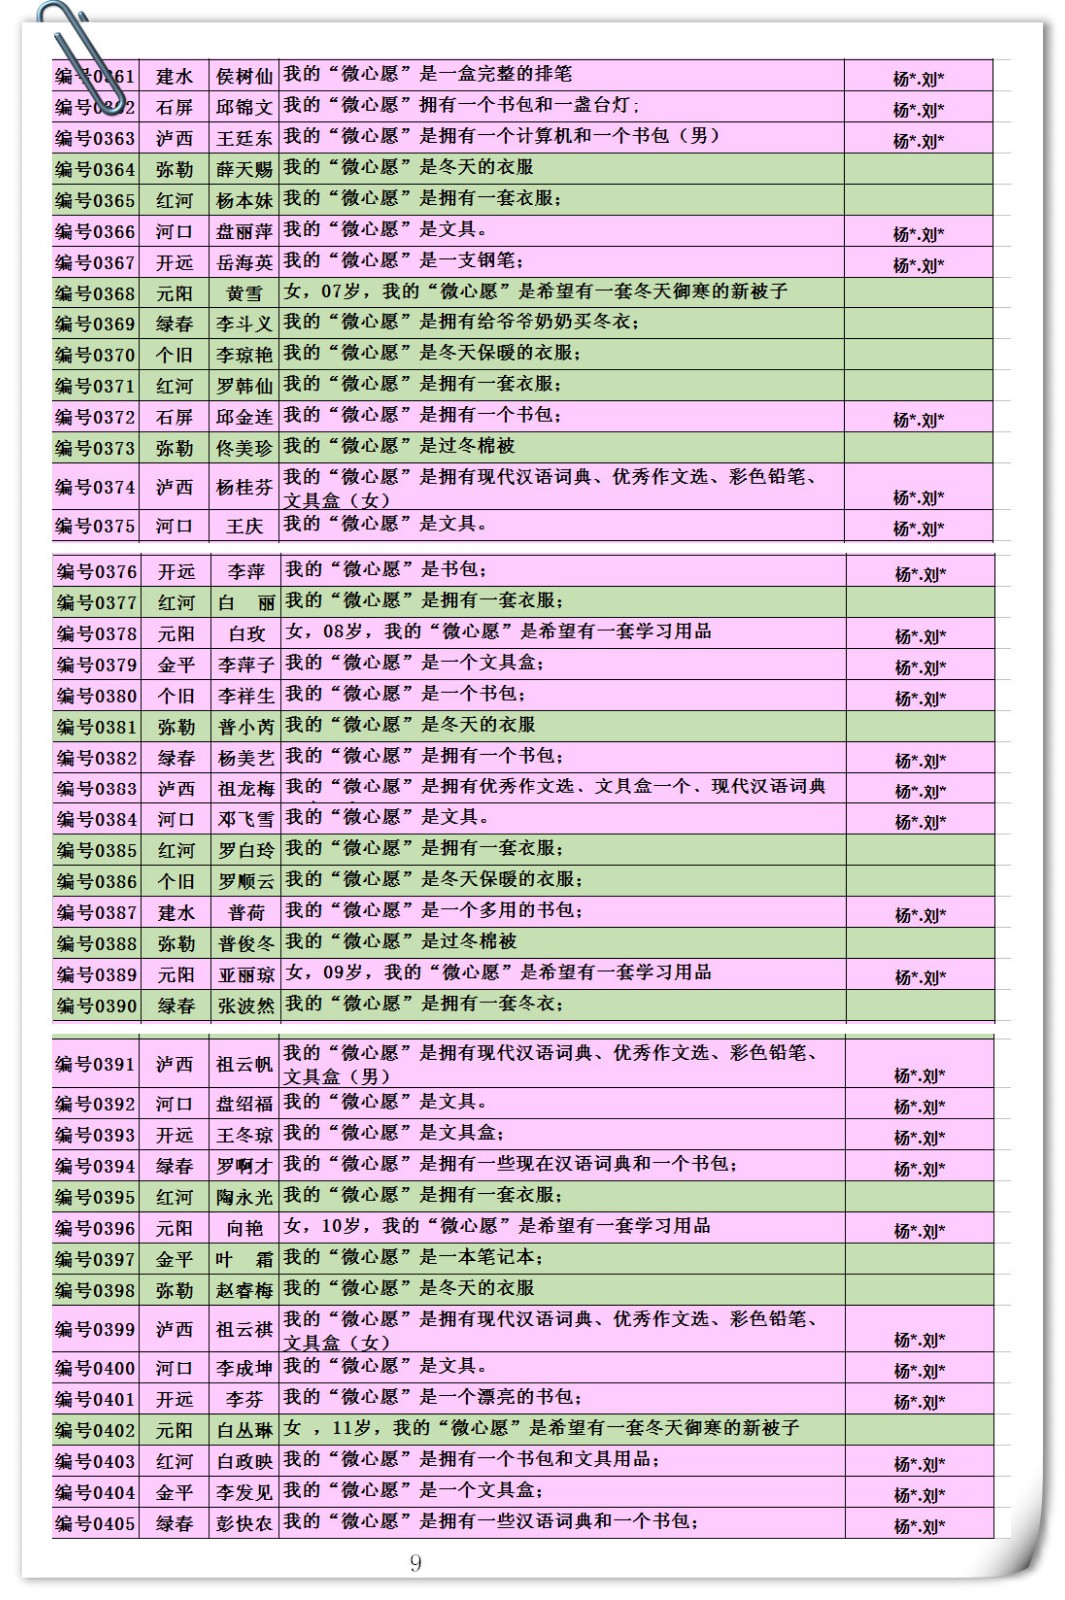 编号0361 建水 侯树仙 我的“微心愿”是一盒完整的排笔 杨*.刘*
编号0362 石屏 邱锦文 我的“微心愿”拥有一个书包和一盏台灯; 杨*.刘*
编号0363 泸西 王廷东 我的“微心愿”是拥有一个计算机和一个书包（男） 杨*.刘*
编号0364 弥勒 薛天赐 我的“微心愿”是冬天的衣服
编号0365 红河 杨本妹 我的“微心愿”是拥有一套衣服;
编号0366 河口 盘丽萍 我的“微心愿”是文具。 杨*.刘*
编号0367 开远 岳海英 我的“微心愿”是一支钢笔; 杨*.刘*
编号0368 元阳 黄雪 女，07岁，我的“微心愿”是希望有一套冬天御寒的新被子
编号0369 绿春 李斗义 我的“微心愿”是拥有给爷爷奶奶买冬衣;
编号0370 个旧 李琼艳 我的“微心愿”是冬天保暖的衣服;
编号0371 红河 罗韩仙 我的“微心愿”是拥有一套衣服;
编号0372 石屏 邱金连 我的“微心愿”是拥有一个书包; 杨*.刘*
编号0373 弥勒 佟美珍 我的“微心愿”是过冬棉被
编号0374 泸西 杨桂芬 我的“微心愿”是拥有现代汉语词典、优秀作文选、彩色铅笔、
文具盒（女） 杨*.刘*
编号0375 河口 王庆 我的“微心愿”是文具。 杨*.刘*
编号0376 开远 李萍 我的“微心愿”是书包; 杨*.刘*
编号0377 红河 白 丽 我的“微心愿”是拥有一套衣服;
编号0378 元阳 白玫 女，08岁，我的“微心愿”是希望有一套学习用品 杨*.刘*
编号0379 金平 李萍子 我的“微心愿”是一个文具盒; 杨*.刘*
编号0380 个旧 李祥生 我的“微心愿”是一个书包; 杨*.刘*
编号0381 弥勒 普小芮 我的“微心愿”是冬天的衣服
编号0382 绿春 杨美艺 我的“微心愿”是拥有一个书包; 杨*.刘*
编号0383 泸西 祖龙梅 我的“微心愿”是拥有优秀作文选、文具盒一个、现代汉语词典 杨*.刘*
编号0384 河口 邓飞雪 我的“微心愿”是文具。 杨*.刘*
编号0385 红河 罗白玲 我的“微心愿”是拥有一套衣服;
编号0386 个旧 罗顺云 我的“微心愿”是冬天保暖的衣服;
编号0387 建水 普荷 我的“微心愿”是一个多用的书包; 杨*.刘*
编号0388 弥勒 普俊冬 我的“微心愿”是过冬棉被
编号0389 元阳 亚丽琼 女，09岁，我的“微心愿”是希望有一套学习用品 杨*.刘*
编号0390 绿春 张波然 我的“微心愿”是拥有一套冬衣;
编号0391 泸西 祖云帆 我的“微心愿”是拥有现代汉语词典、优秀作文选、彩色铅笔、
文具盒（男） 杨*.刘*
编号0392 河口 盘绍福 我的“微心愿”是文具。 杨*.刘*
编号0393 开远 王冬琼 我的“微心愿”是文具盒; 杨*.刘*
编号0394 绿春 罗啊才 我的“微心愿”是拥有一些现在汉语词典和一个书包; 杨*.刘*
编号0395 红河 陶永光 我的“微心愿”是拥有一套衣服;
编号0396 元阳 向艳 女，10岁，我的“微心愿”是希望有一套学习用品 杨*.刘*
编号0397 金平 叶 霜 我的“微心愿”是一本笔记本;
编号0398 弥勒 赵睿梅 我的“微心愿”是冬天的衣服
编号0399 泸西 祖云祺 我的“微心愿”是拥有现代汉语词典、优秀作文选、彩色铅笔、
文具盒（女） 杨*.刘*
编号0400 河口 李成坤 我的“微心愿”是文具。 杨*.刘*
编号0401 开远 李芬 我的“微心愿”是一个漂亮的书包; 杨*.刘*
编号0402 元阳 白丛琳 女 ，11岁，我的“微心愿”是希望有一套冬天御寒的新被子
编号0403 红河 白政映 我的“微心愿”是拥有一个书包和文具用品; 杨*.刘*
编号0404 金平 李发见 我的“微心愿”是一个文具盒; 杨*.刘*
编号0405 绿春 彭快农 我的“微心愿”是拥有一些汉语词典和一个书包; 杨*.刘*
9